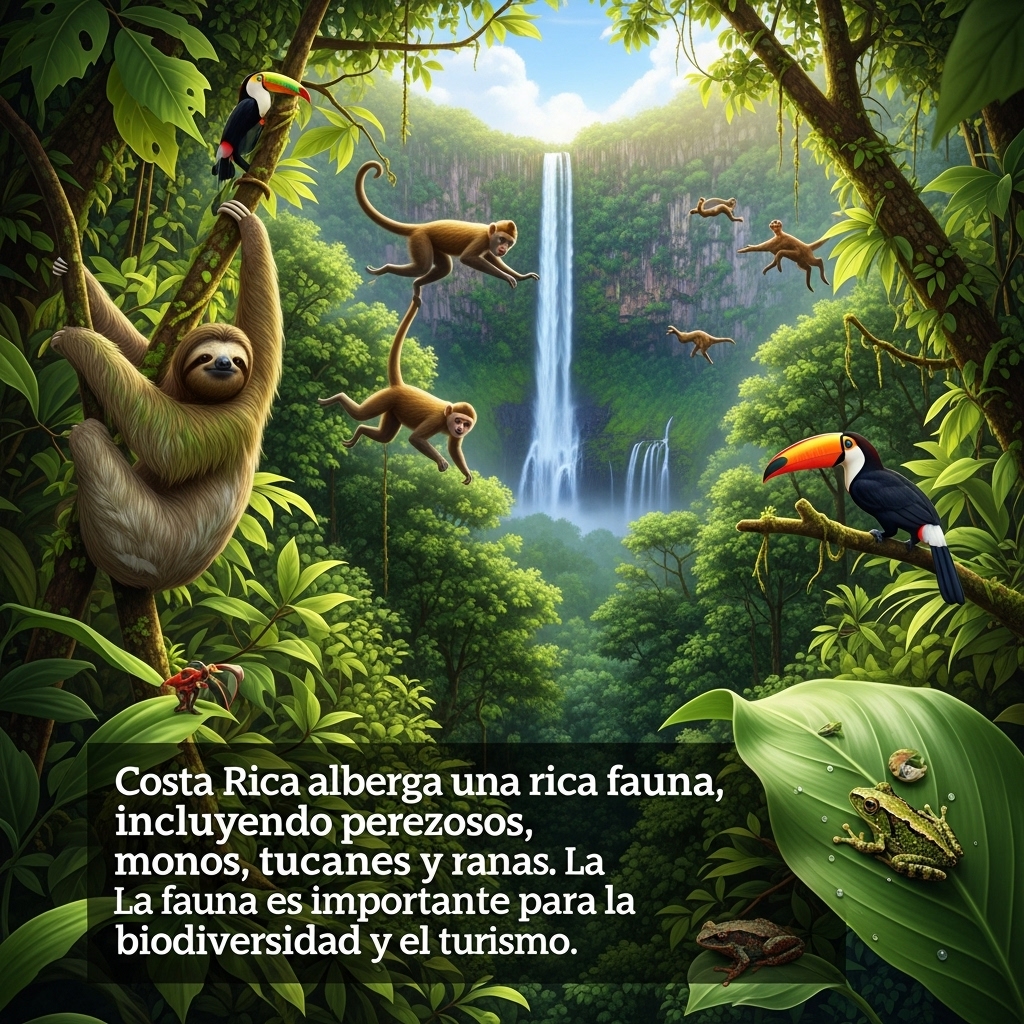 Costa Rica alberga una rica fauna,
incluyendo perezosos,
monos, tucanes y ranas. La
La fauna es importante para la
biodiversidad y el turismo.